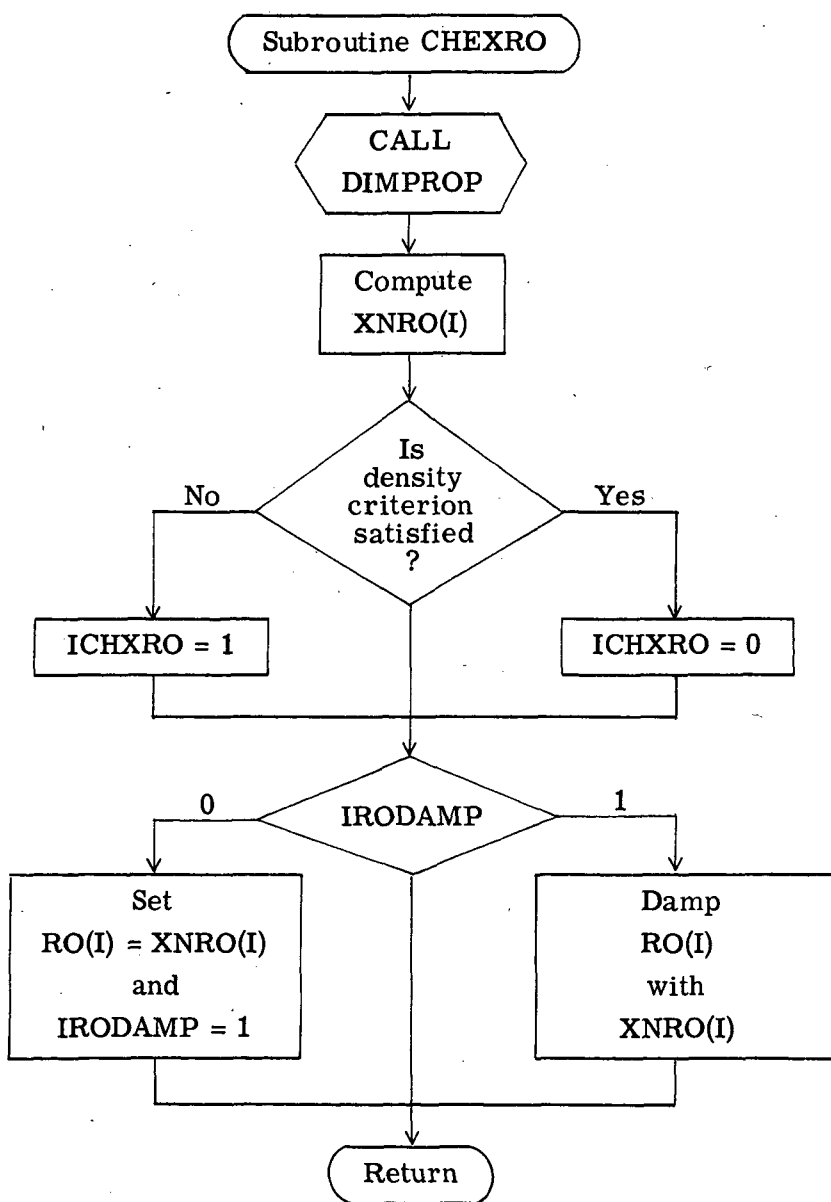 Subroutine CHEXRO
CALL
DIMPROP
Compute
XNRO(I)
Is
density
criterion
satisfied
?
No
Yes
ICHXRO = 1
ICHXRO = 0
IRODAMP
0
1
Set
RO(I) = XNRO(I)
and
IRODAMP = 1
Damp
RO(I)
with
XNRO(I)
Return